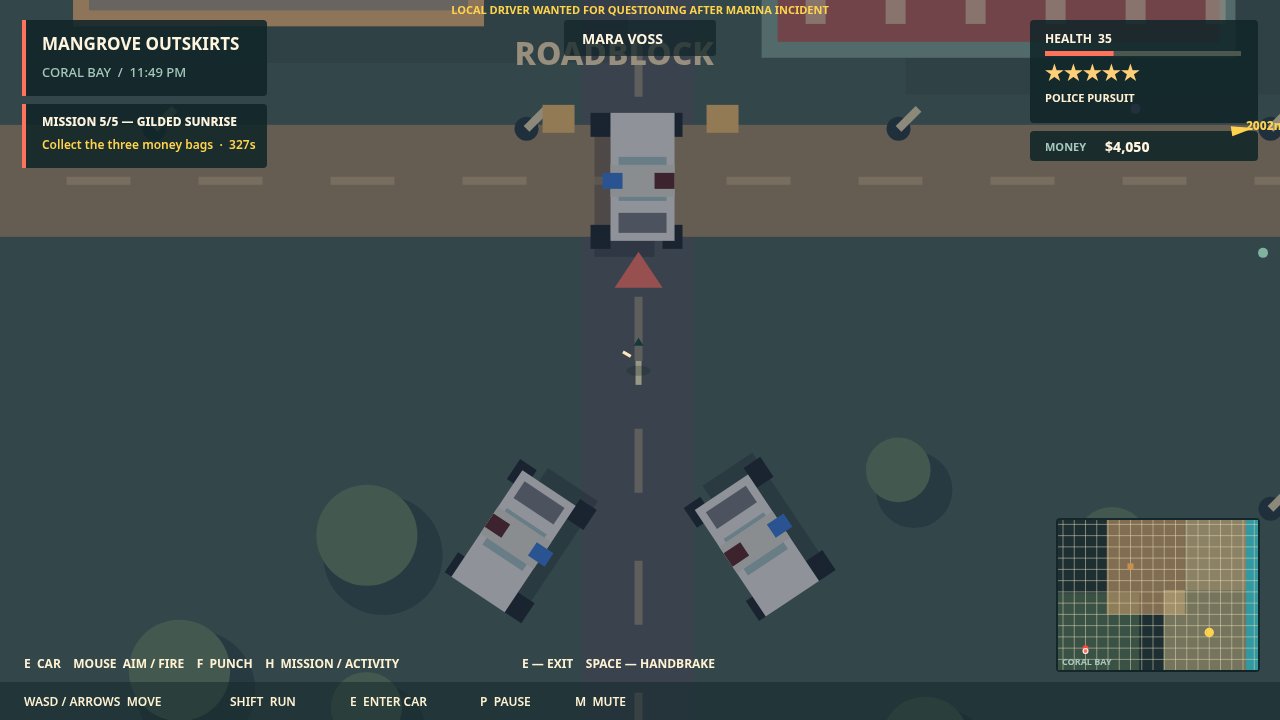 LOCAL DRIVER WANTED FOR QUESTIONING AFTER MARINA INCIDENT
MANGROVE OUTSKIRTS
CORAL BAY / 11:49 PM
MISSION 5/5 — GILDED SUNRISE
Collect the three money bags · 327s
MARA VOSS
ROADBLOCK
HEALTH 35
★★★★★
POLICE PURSUIT
2002m
MONEY $4,050
CORAL BAY
E CAR MOUSE AIM / FIRE F PUNCH H MISSION / ACTIVITY
E — EXIT SPACE — HANDBRAKE
WASD / ARROWS MOVE SHIFT RUN E ENTER CAR P PAUSE M MUTE